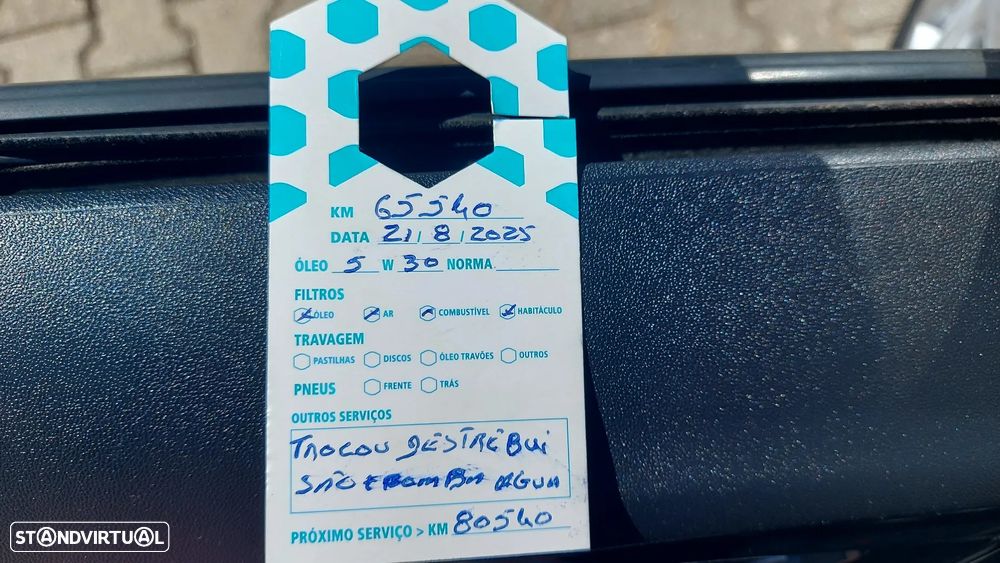 KM 65540
DATA 21/8/2025
ÓLEO 5 W 30 NORMA
FILTROS
ÓLEO AR COMBUSTÍVEL HABITÁCULO
TRAVAGEM
PASTILHAS DISCOS ÓLEO TRAVÕES OUTROS
PNEUS FRENTE TRÁS
OUTROS SERVIÇOS
TROCOU DESTREBUI
SÃO E BOMBA AGUA
PRÓXIMO SERVIÇO > KM 80540
STANDVIRTUAL